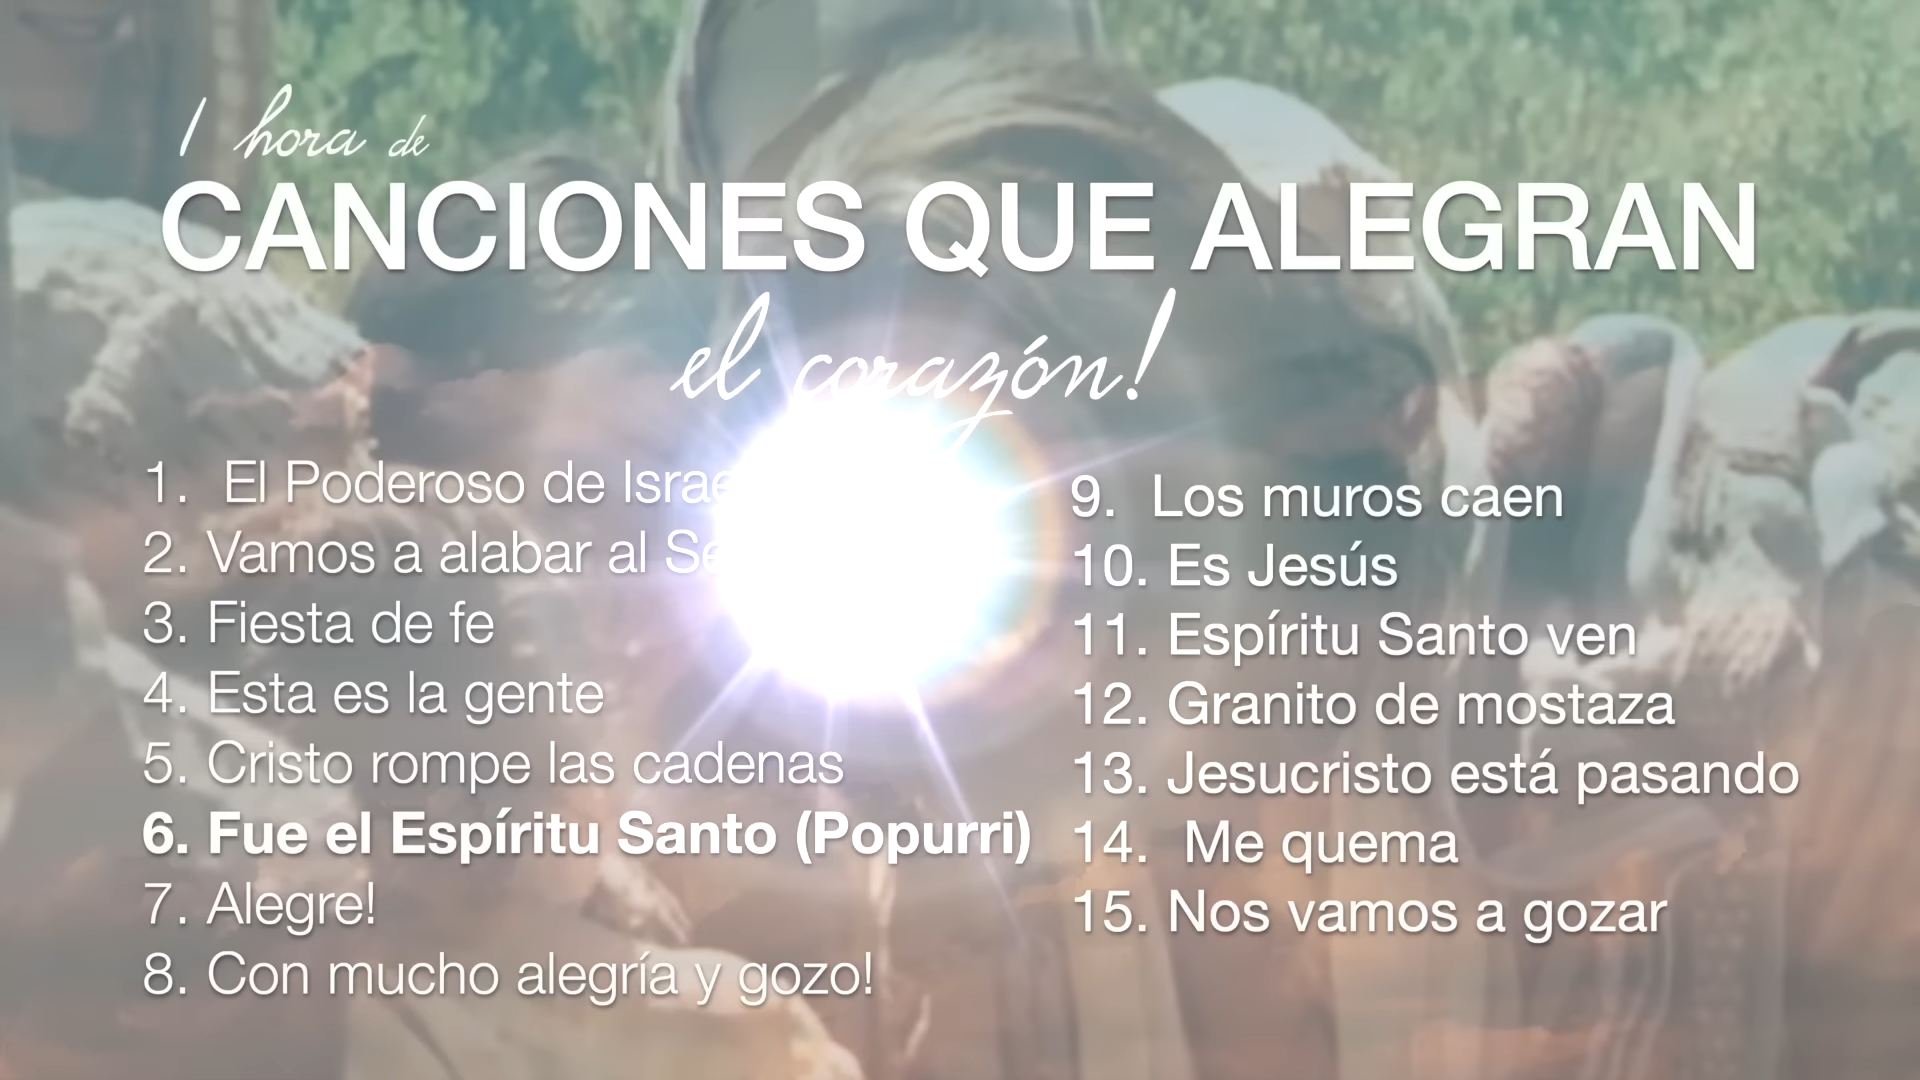 1 hora de
CANCIONES QUE ALEGRAN
el corazón!
1. El Poderoso de
2. Vamos a alabar al
3. Fiesta de fe
4. Esta es la gente
5. Cristo rompe las cadenas
6. Fue el Espíritu Santo (Popurri)
7. Alegre!
8. Con mucho alegría y gozo!
9. Los muros caen
10. Es Jesús
11. Espíritu Santo ven
12. Granito de mostaza
13. Jesucristo está pasando
14. Me quema
15. Nos vamos a gozar